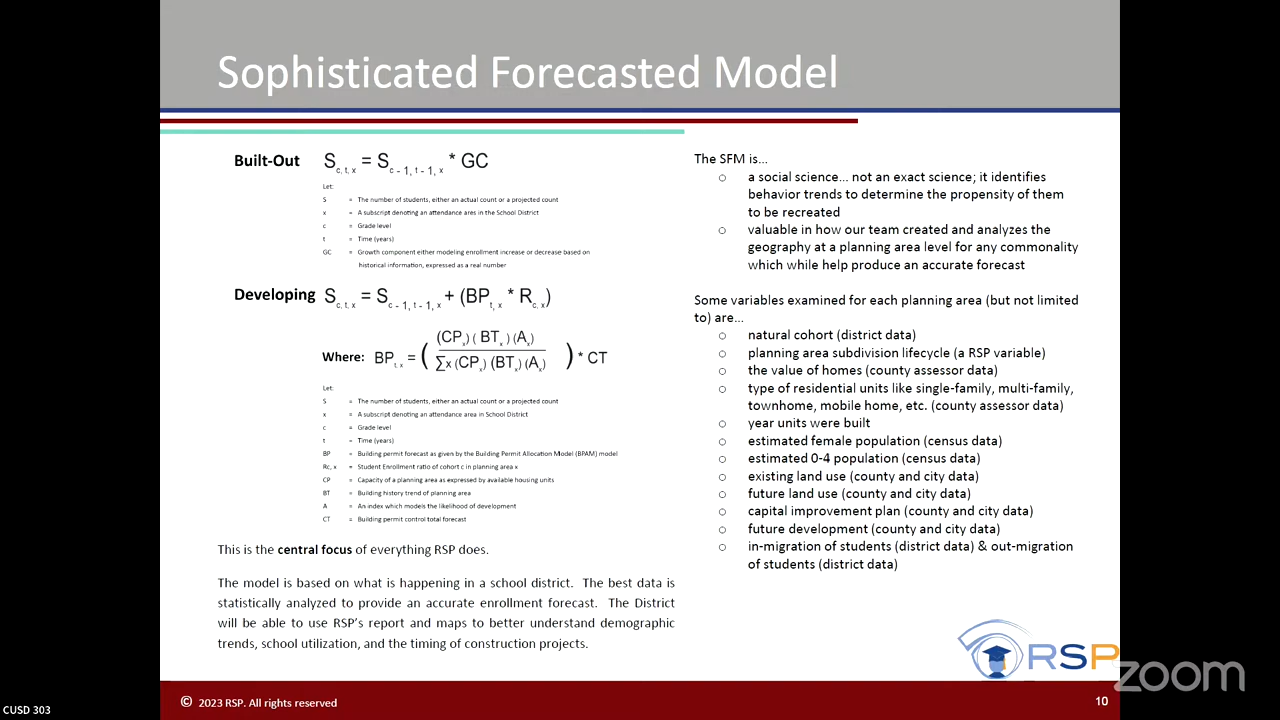 Sophisticated Forecasted Model
Built-Out S c, t, x = S c - 1, t - 1, x * GC
Let:
S = The number of students, either an actual count or a projected count
x = A subscript denoting an attendance area in the School District
c = Grade level
t = Time (years)
GC = Growth component either modeling enrollment increase or decrease based on
historical information, expressed as a real number
Developing S c, t, x = S c - 1, t - 1, x + (BP t, x * R c, x)
Where: BP t, x = ( (CP x) ( BT x) (A x) / ∑x (CP x) (BT x) (A x) ) * CT
Let:
S = The number of students, either an actual count or a projected count
x = A subscript denoting an attendance area in School District
c = Grade level
t = Time (years)
BP = Building permit forecast as given by the Building Permit Allocation Model (BPAM) model
Rc, x = Student Enrollment ratio of cohort c in planning area x
CP = Capacity of a planning area as expressed by available housing units
BT = Building history trend of planning area
A = An index which models the likelihood of development
CT = Building permit control total forecast
This is the central focus of everything RSP does.
The model is based on what is happening in a school district. The best data is
statistically analyzed to provide an accurate enrollment forecast. The District
will be able to use RSP's report and maps to better understand demographic
trends, school utilization, and the timing of construction projects.
The SFM is...
o a social science... not an exact science; it identifies
behavior trends to determine the propensity of them
to be recreated
o valuable in how our team created and analyzes the
geography at a planning area level for any commonality
which while help produce an accurate forecast
Some variables examined for each planning area (but not limited
to) are...
o natural cohort (district data)
o planning area subdivision lifecycle (a RSP variable)
o the value of homes (county assessor data)
o type of residential units like single-family, multi-family,
townhome, mobile home, etc. (county assessor data)
o year units were built
o estimated female population (census data)
o estimated 0-4 population (census data)
o existing land use (county and city data)
o future land use (county and city data)
o capital improvement plan (county and city data)
o future development (county and city data)
o in-migration of students (district data) & out-migration
of students (district data)
RSP
zoom
© 2023 RSP. All rights reserved
10
CUSD 303